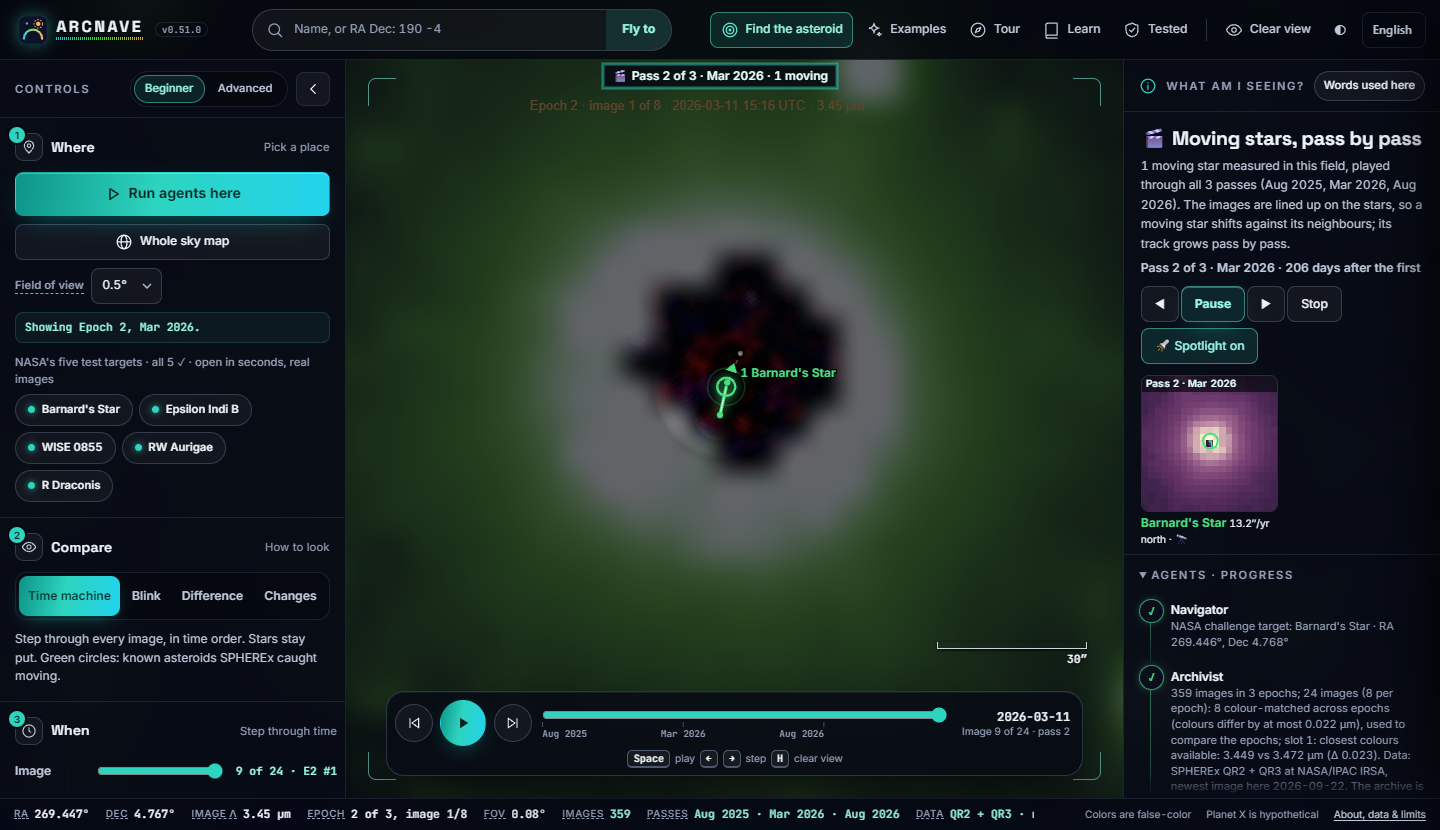 ARCNAVE v0.51.0
Name, or RA Dec: 190 -4
Fly to
Find the asteroid
Examples
Tour
Learn
Tested
Clear view
English
CONTROLS
Beginner
Advanced
1
Where
Pick a place
Run agents here
Whole sky map
Field of view
0.5°
Showing Epoch 2, Mar 2026.
NASA's five test targets · all 5 ✓ · open in seconds, real
images
Barnard's Star
Epsilon Indi B
WISE 0855
RW Aurigae
R Draconis
2
Compare
How to look
Time machine
Blink
Difference
Changes
Step through every image, in time order. Stars stay
put. Green circles: known asteroids SPHEREx caught
moving.
3
When
Step through time
Image
9 of 24 · E2 #1
Pass 2 of 3 · Mar 2026 · 1 moving
Epoch 2 · image 1 of 8 · 2026-03-11 15:16 UTC · 3.45 µm
1 Barnard's Star
30″
Aug 2025
Mar 2026
Aug 2026
2026-03-11
Image 9 of 24 · pass 2
Space play ← → step H clear view
WHAT AM I SEEING?
Words used here
Moving stars, pass by pass
1 moving star measured in this field, played
through all 3 passes (Aug 2025, Mar 2026, Aug
2026). The images are lined up on the stars, so a
moving star shifts against its neighbours; its
track grows pass by pass.
Pass 2 of 3 · Mar 2026 · 206 days after the first
Pause
Stop
Spotlight on
Pass 2 · Mar 2026
Barnard's Star 13.2″/yr
north ·
AGENTS · PROGRESS
Navigator
NASA challenge target: Barnard's Star · RA
269.446°, Dec 4.768°
Archivist
359 images in 3 epochs; 24 images (8 per
epoch): 8 colour-matched across epochs
(colours differ by at most 0.022 µm), used to
compare the epochs; slot 1: closest colours
available: 3.449 vs 3.472 µm (Δ 0.023). Data:
SPHEREx QR2 + QR3 at NASA/IPAC IRSA,
newest image here 2026-09-22. The archive is
RA 269.447° DEC 4.767° IMAGE Λ 3.45 µm EPOCH 2 of 3, image 1/8 FOV 0.08° IMAGES 359 PASSES Aug 2025 · Mar 2026 · Aug 2026 DATA QR2 + QR3 ·
Colors are false-color
Planet X is hypothetical
About, data & limits